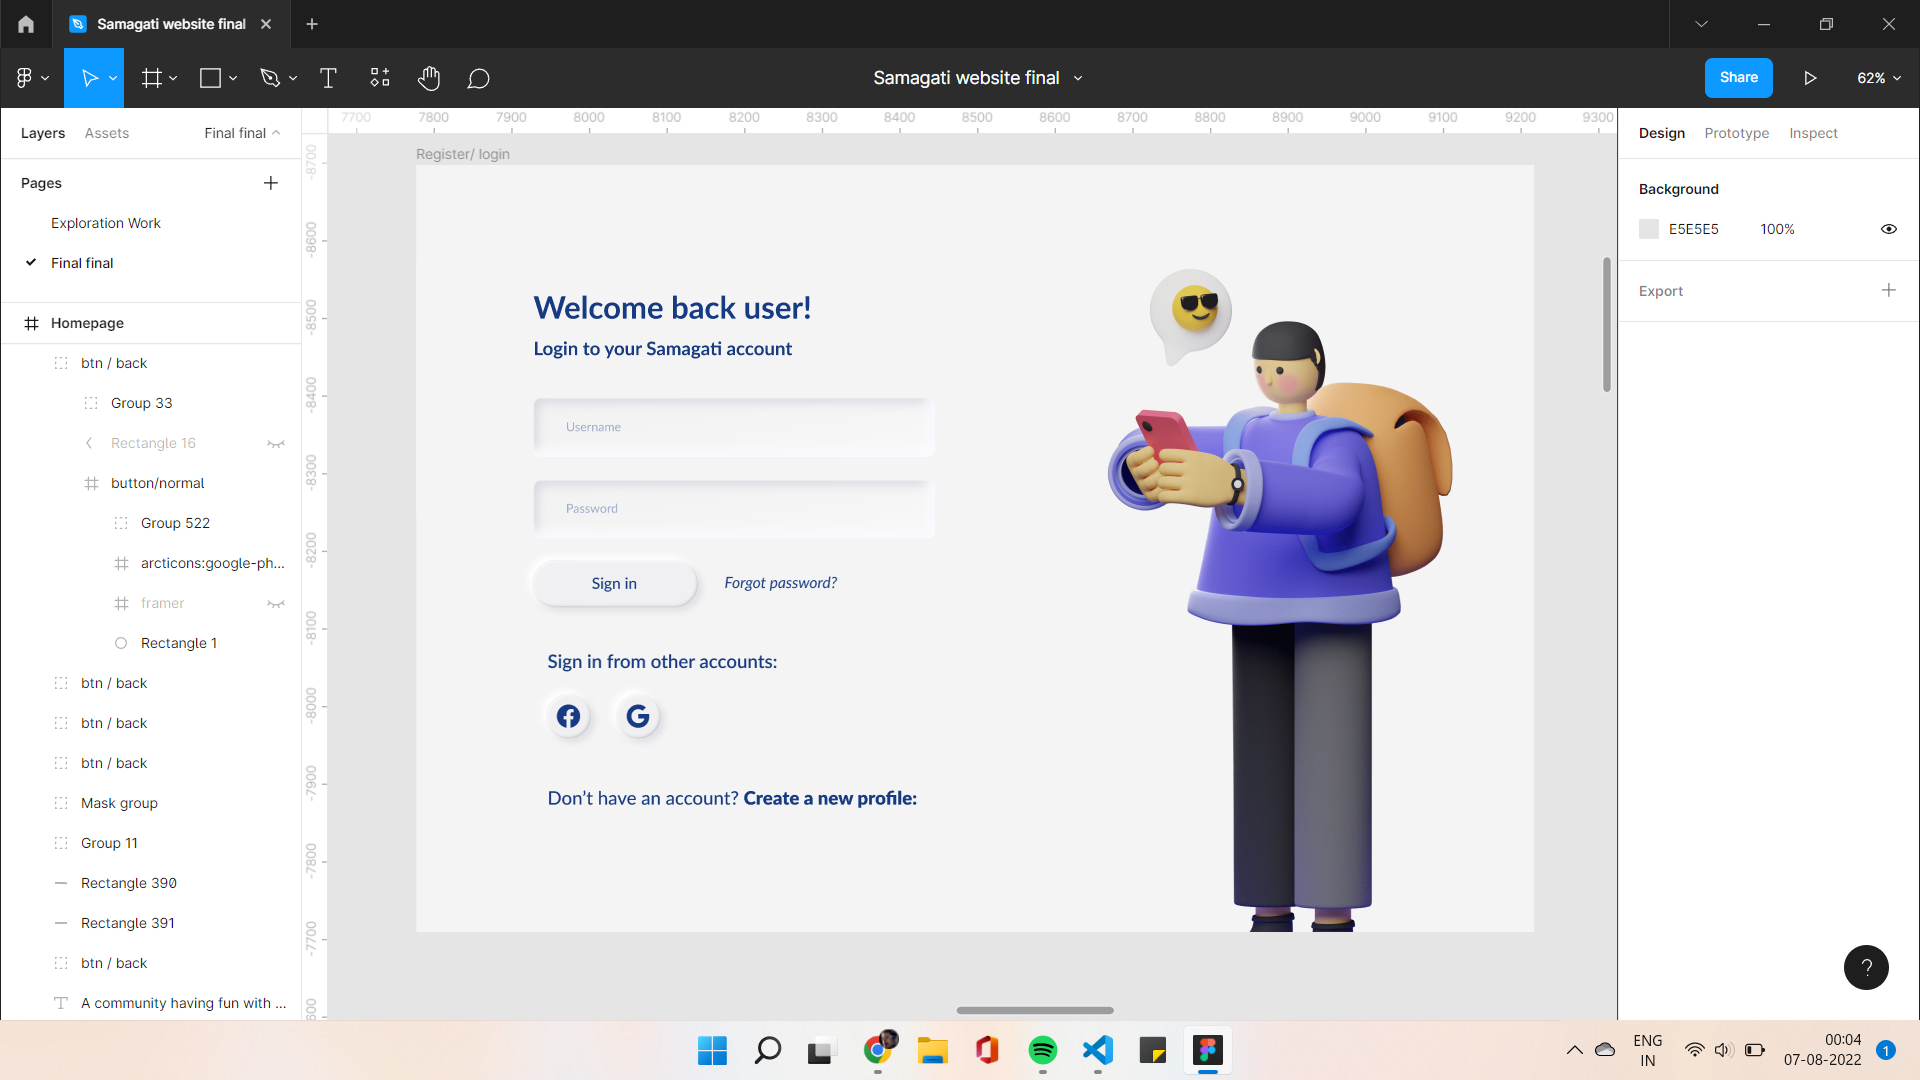 Samagati website final
Samagati website final
Share
62%
Layers
Assets
Final final
Pages
Exploration Work
Final final
Homepage
btn / back
Group 33
Rectangle 16
button/normal
Group 522
arcticons:google-ph...
framer
Rectangle 1
btn / back
btn / back
btn / back
Mask group
Group 11
Rectangle 390
Rectangle 391
btn / back
A community having fun with ...
7700 7800 7900 8000 8100 8200 8300 8400 8500 8600 8700 8800 8900 9000 9100 9200 9300
-8700
-8600
-8500
-8400
-8300
-8200
-8100
-8000
-7900
-7800
-7700
Register/ login
Welcome back user!
Login to your Samagati account
Username
Password
Sign in
Forgot password?
Sign in from other accounts:
Don't have an account? Create a new profile:
Design
Prototype
Inspect
Background
E5E5E5
100%
Export
?
ENG
IN
00:04
07-08-2022
1